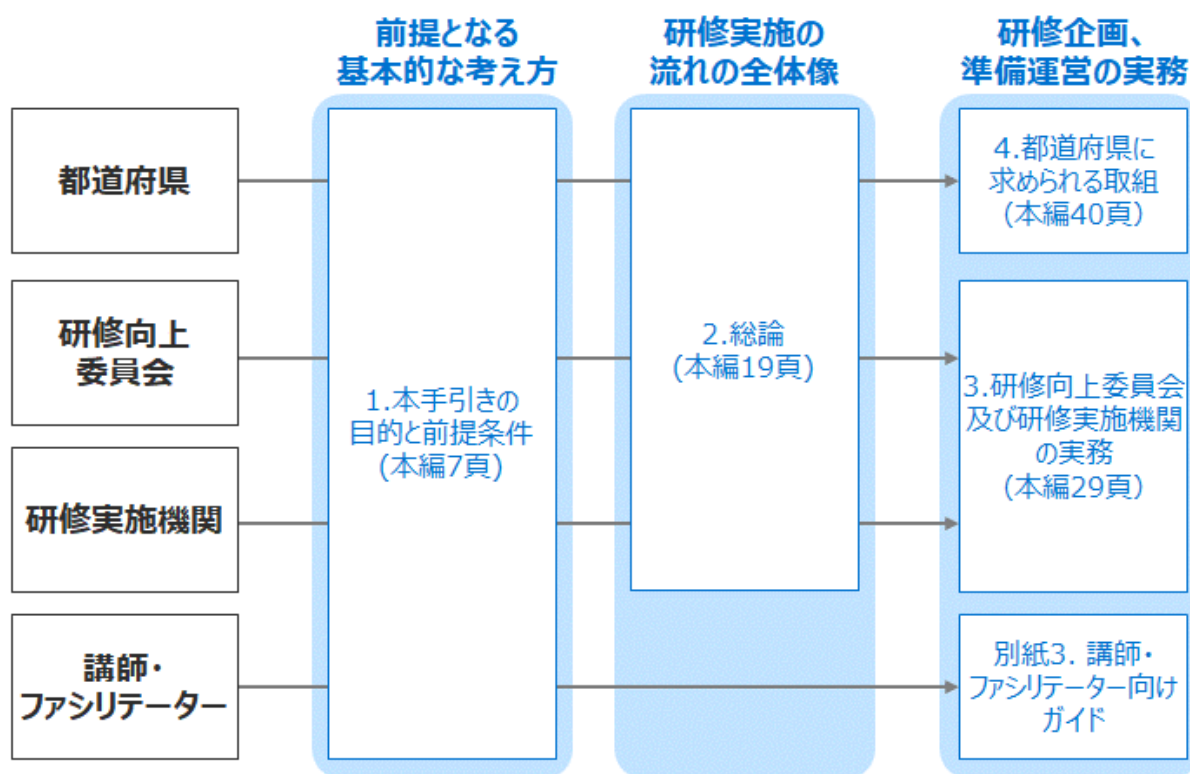 前提となる
基本的な考え方
研修実施の
流れの全体像
研修企画、
準備運営の実務
都道府県
研修向上
委員会
研修実施機関
講師・
ファシリテーター
1.本手引きの
目的と前提条件
(本編7頁)
2.総論
(本編19頁)
4.都道府県に
求められる取組
(本編40頁)
3.研修向上委員会
及び研修実施機関
の実務
(本編29頁)
別紙3. 講師・
ファシリテーター向け
ガイド